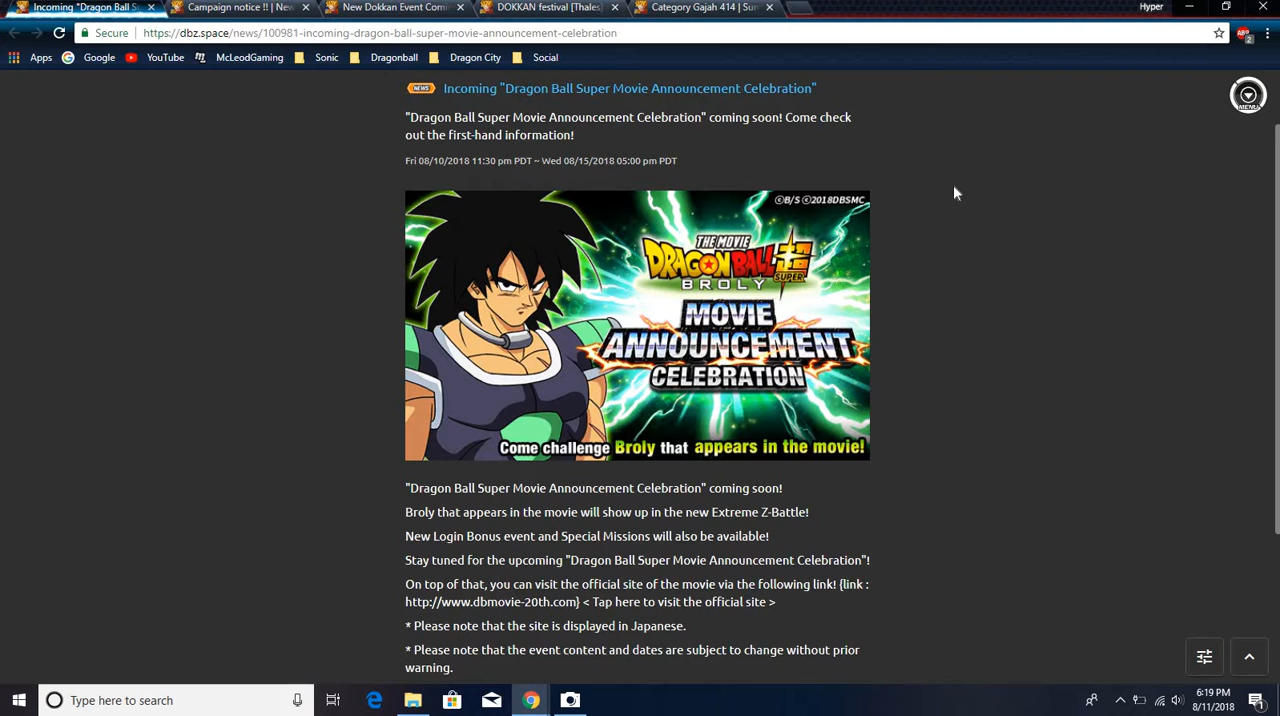 Incoming "Dragon Ball S
Campaign notice !! | Nev
New Dokkan Event Com
DOKKAN festival [Thales
Category Gajah 414 | Sun
Hyper
Secure
https://dbz.space/news/100981-incoming-dragon-ball-super-movie-announcement-celebration
ABP
2
Apps
Google
YouTube
McLeodGaming
Sonic
Dragonball
Dragon City
Social
NEWS
Incoming "Dragon Ball Super Movie Announcement Celebration"
MENU
"Dragon Ball Super Movie Announcement Celebration" coming soon! Come check
out the first-hand information!
Fri 08/10/2018 11:30 pm PDT ~ Wed 08/15/2018 05:00 pm PDT
©B/S ©2018DBSMC
THE MOVIE
DRAGON BALL 超
SUPER
BROLY
MOVIE
ANNOUNCEMENT
CELEBRATION
Come challenge Broly that appears in the movie!
"Dragon Ball Super Movie Announcement Celebration" coming soon!
Broly that appears in the movie will show up in the new Extreme Z-Battle!
New Login Bonus event and Special Missions will also be available!
Stay tuned for the upcoming "Dragon Ball Super Movie Announcement Celebration"!
On top of that, you can visit the official site of the movie via the following link! {link :
http://www.dbmovie-20th.com} < Tap here to visit the official site >
* Please note that the site is displayed in Japanese.
* Please note that the event content and dates are subject to change without prior
warning.
Type here to search
6:19 PM
8/11/2018
1